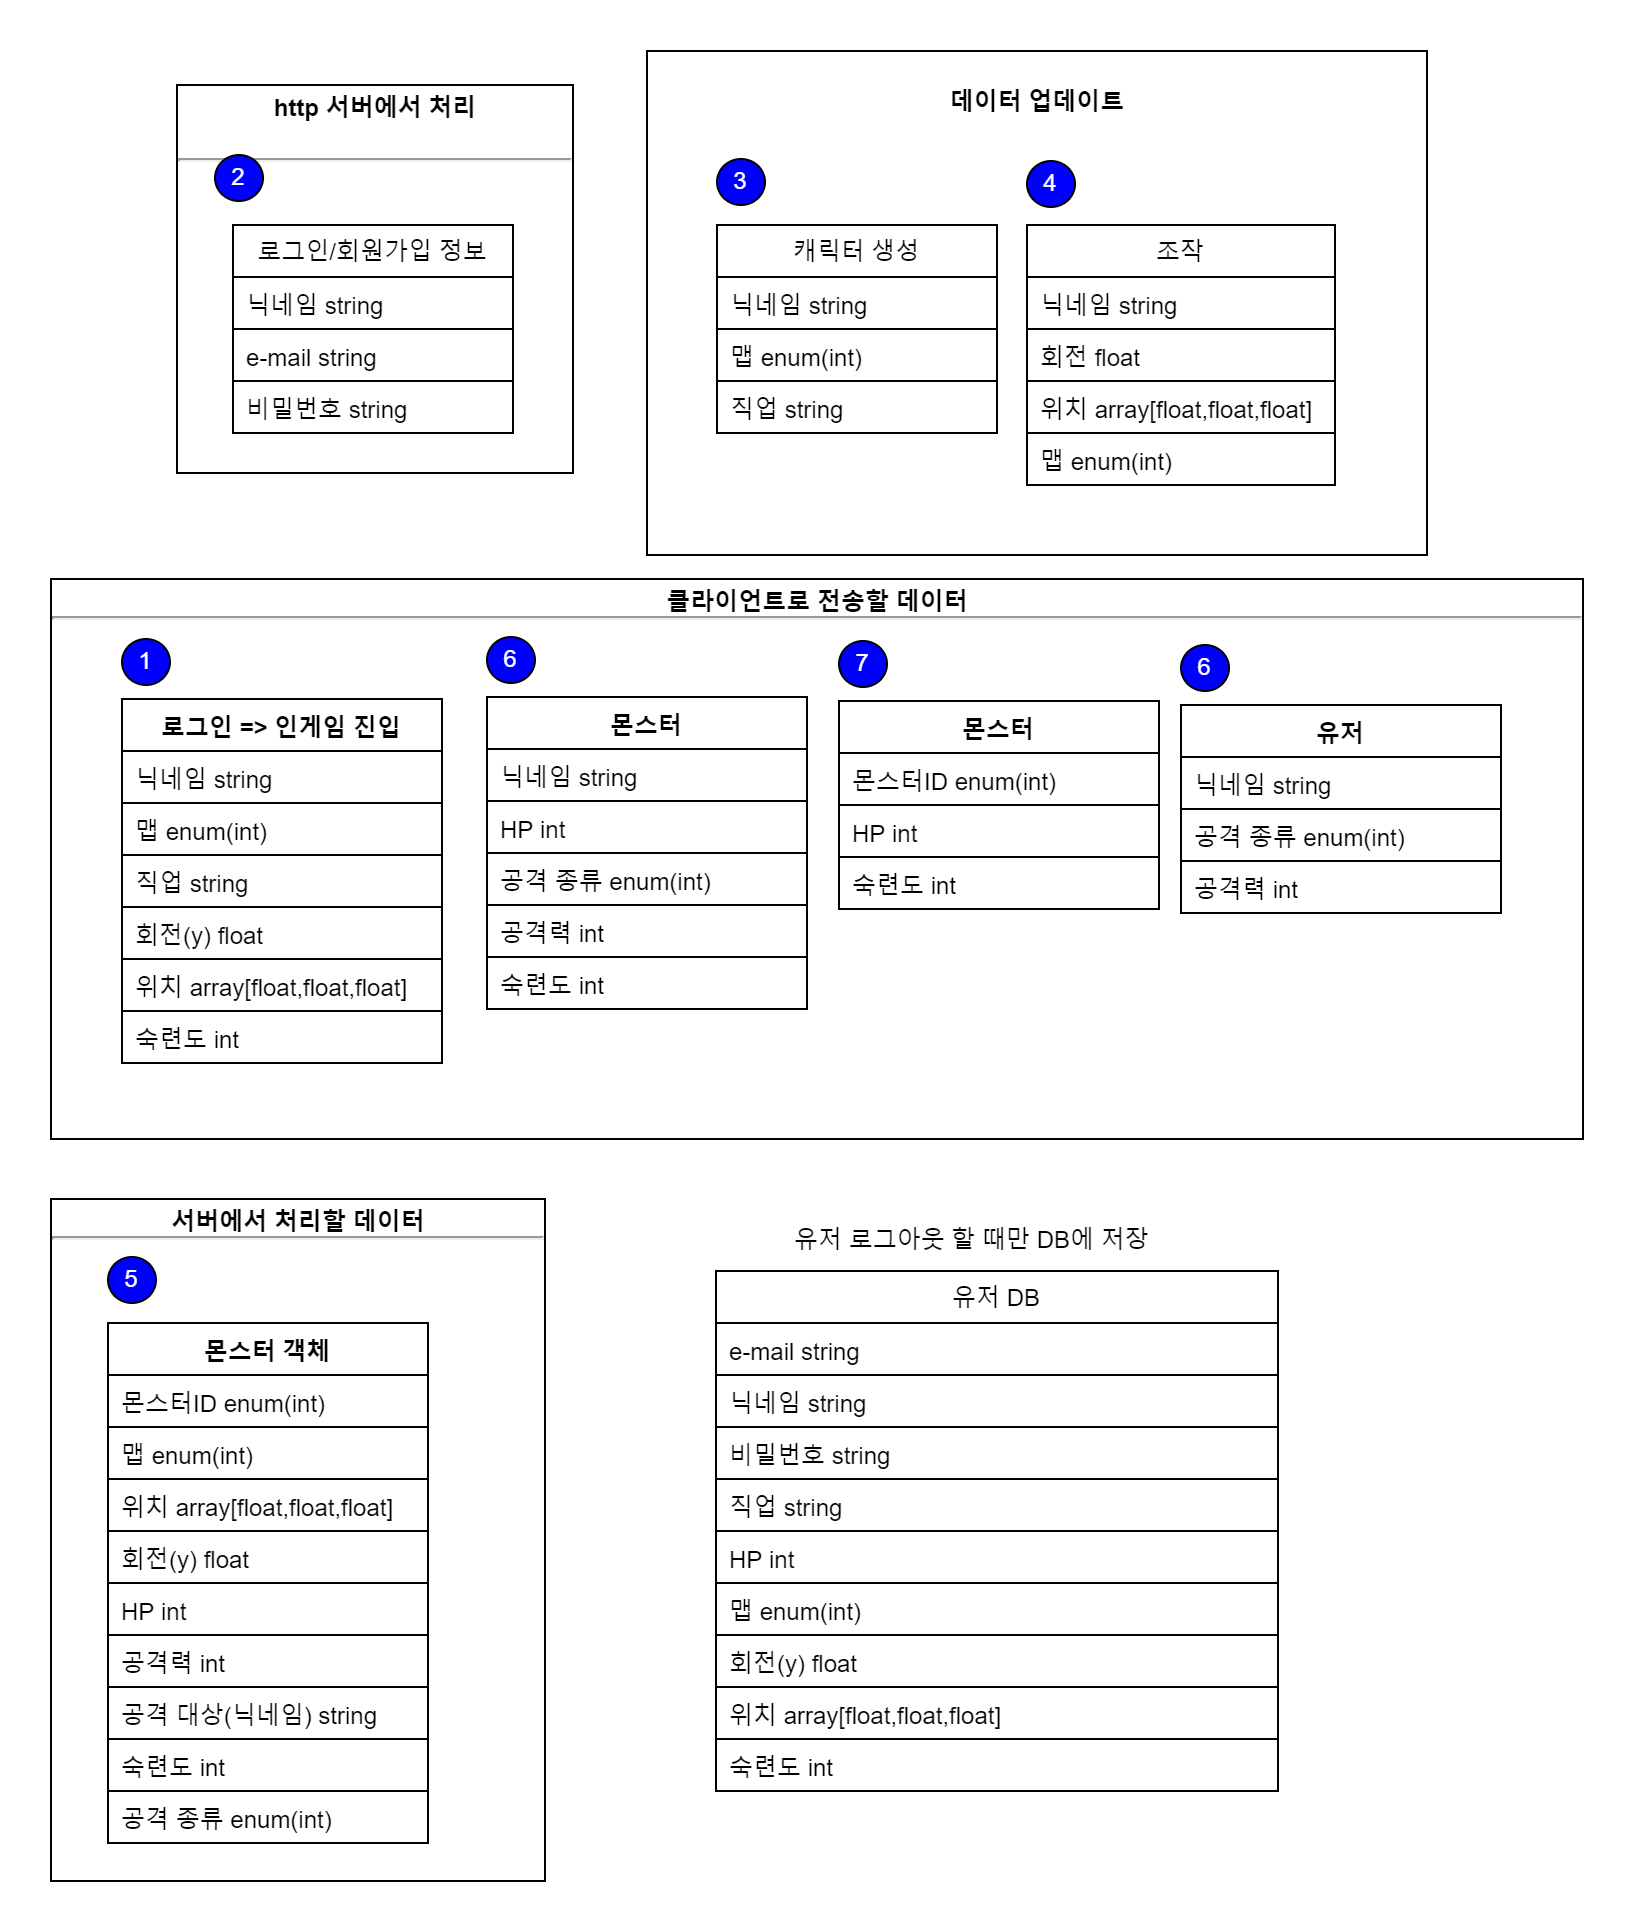 http 서버에서 처리
2
로그인/회원가입 정보
닉네임 string
e-mail string
비밀번호 string
데이터 업데이트
3
캐릭터 생성
닉네임 string
맵 enum(int)
직업 string
4
조작
닉네임 string
회전 float
위치 array[float,float,float]
맵 enum(int)
클라이언트로 전송할 데이터
1
로그인 => 인게임 진입
닉네임 string
맵 enum(int)
직업 string
회전(y) float
위치 array[float,float,float]
숙련도 int
6
몬스터
닉네임 string
HP int
공격 종류 enum(int)
공격력 int
숙련도 int
7
몬스터
몬스터ID enum(int)
HP int
숙련도 int
6
유저
닉네임 string
공격 종류 enum(int)
공격력 int
서버에서 처리할 데이터
5
몬스터 객체
몬스터ID enum(int)
맵 enum(int)
위치 array[float,float,float]
회전(y) float
HP int
공격력 int
공격 대상(닉네임) string
숙련도 int
공격 종류 enum(int)
유저 로그아웃 할 때만 DB에 저장
유저 DB
e-mail string
닉네임 string
비밀번호 string
직업 string
HP int
맵 enum(int)
회전(y) float
위치 array[float,float,float]
숙련도 int